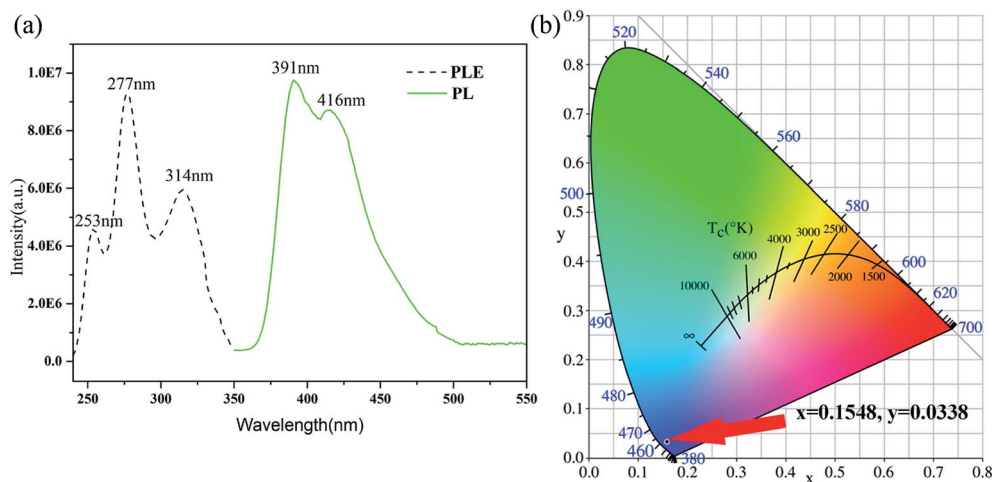 (a)
1.0E7
8.0E6
6.0E6
4.0E6
2.0E6
0.0
Intensity(a.u.)
253nm
277nm
314nm
391nm
416nm
PLE
PL
250
300
350
400
450
500
550
Wavelength(nm)
(b)
0.9
0.8
0.7
0.6
0.5
0.4
0.3
0.2
0.1
0.0
y
520
540
560
580
600
620
700
500
490
480
470
460
380
Tc(°K)
∞
10000
6000
4000
3000
2500
2000
1500
x=0.1548, y=0.0338
0.0
0.1
0.2
0.3
0.4
0.5
0.6
0.7
0.8
x